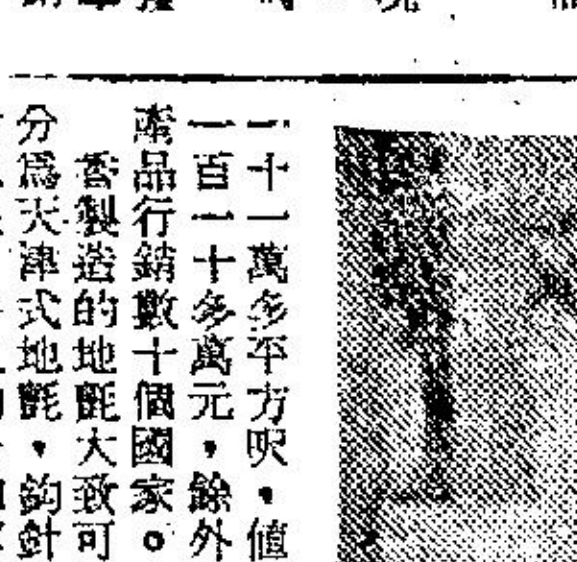 一十一萬多平方呎，值
一百一十多萬元，餘外
產品行銷數十個國家。
香製造的地氈大致可
分爲天津式地氈，鈎針